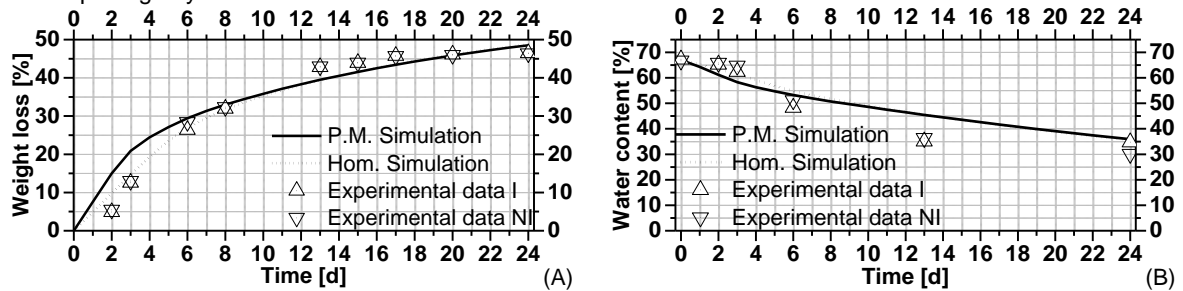 0 2 4 6 8 10 12 14 16 18 20 22 24
50
40
30
20
10
0
Weight loss [%]
P.M. Simulation
Hom. Simulation
Experimental data I
Experimental data NI
50
40
30
20
10
0
0 2 4 6 8 10 12 14 16 18 20 22 24
Time [d]
(A)
0 2 4 6 8 10 12 14 16 18 20 22 24
70
60
50
40
30
20
10
0
Water content [%]
P.M. Simulation
Hom. Simulation
Experimental data I
Experimental data NI
70
60
50
40
30
20
10
0
0 2 4 6 8 10 12 14 16 18 20 22 24
Time [d]
(B)